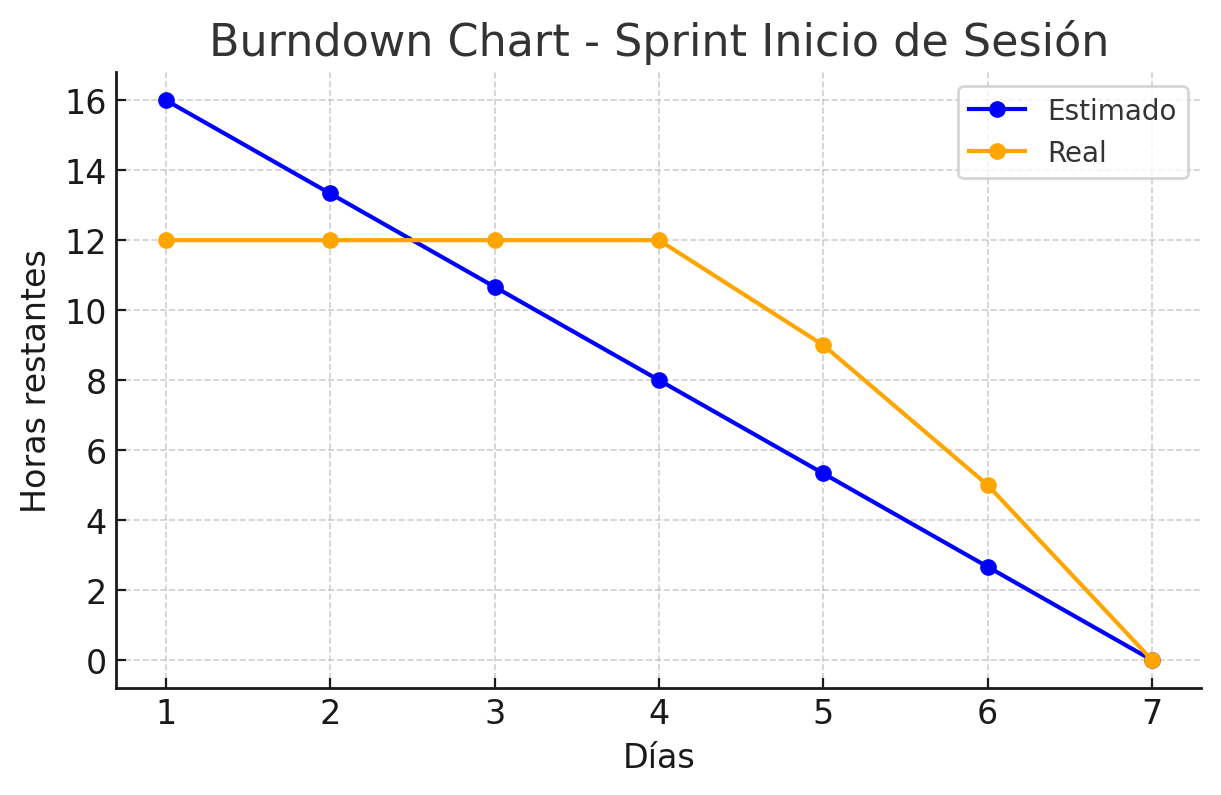 Burndown Chart - Sprint Inicio de Sesión
Estimado
Real
Horas restantes
16
14
12
10
8
6
4
2
0
1 2 3 4 5 6 7
Días